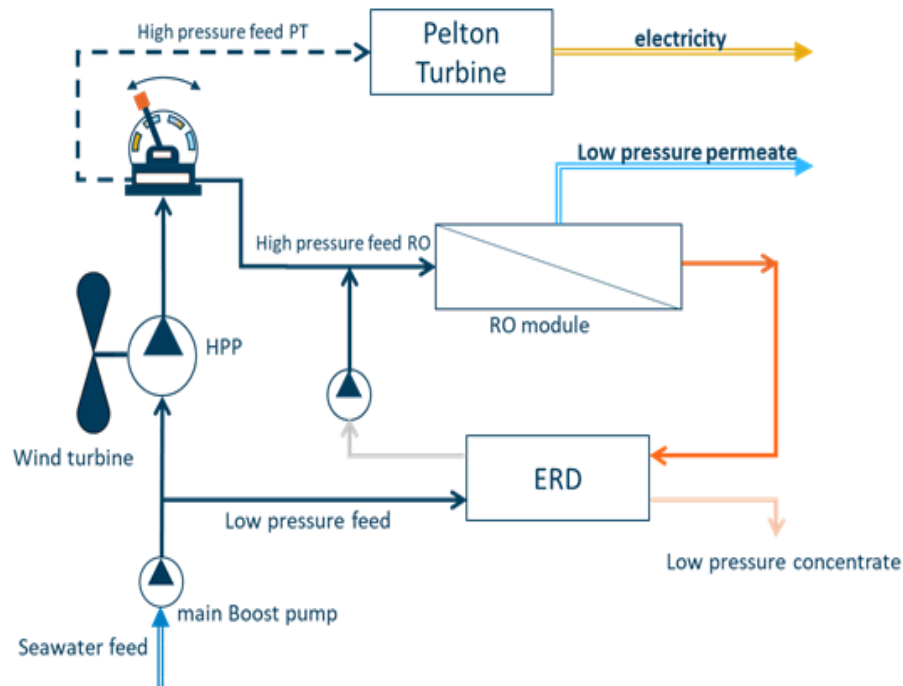 High pressure feed PT
Pelton
Turbine
electricity
Low pressure permeate
High pressure feed RO
RO module
HPP
Wind turbine
ERD
Low pressure feed
Low pressure concentrate
main Boost pump
Seawater feed